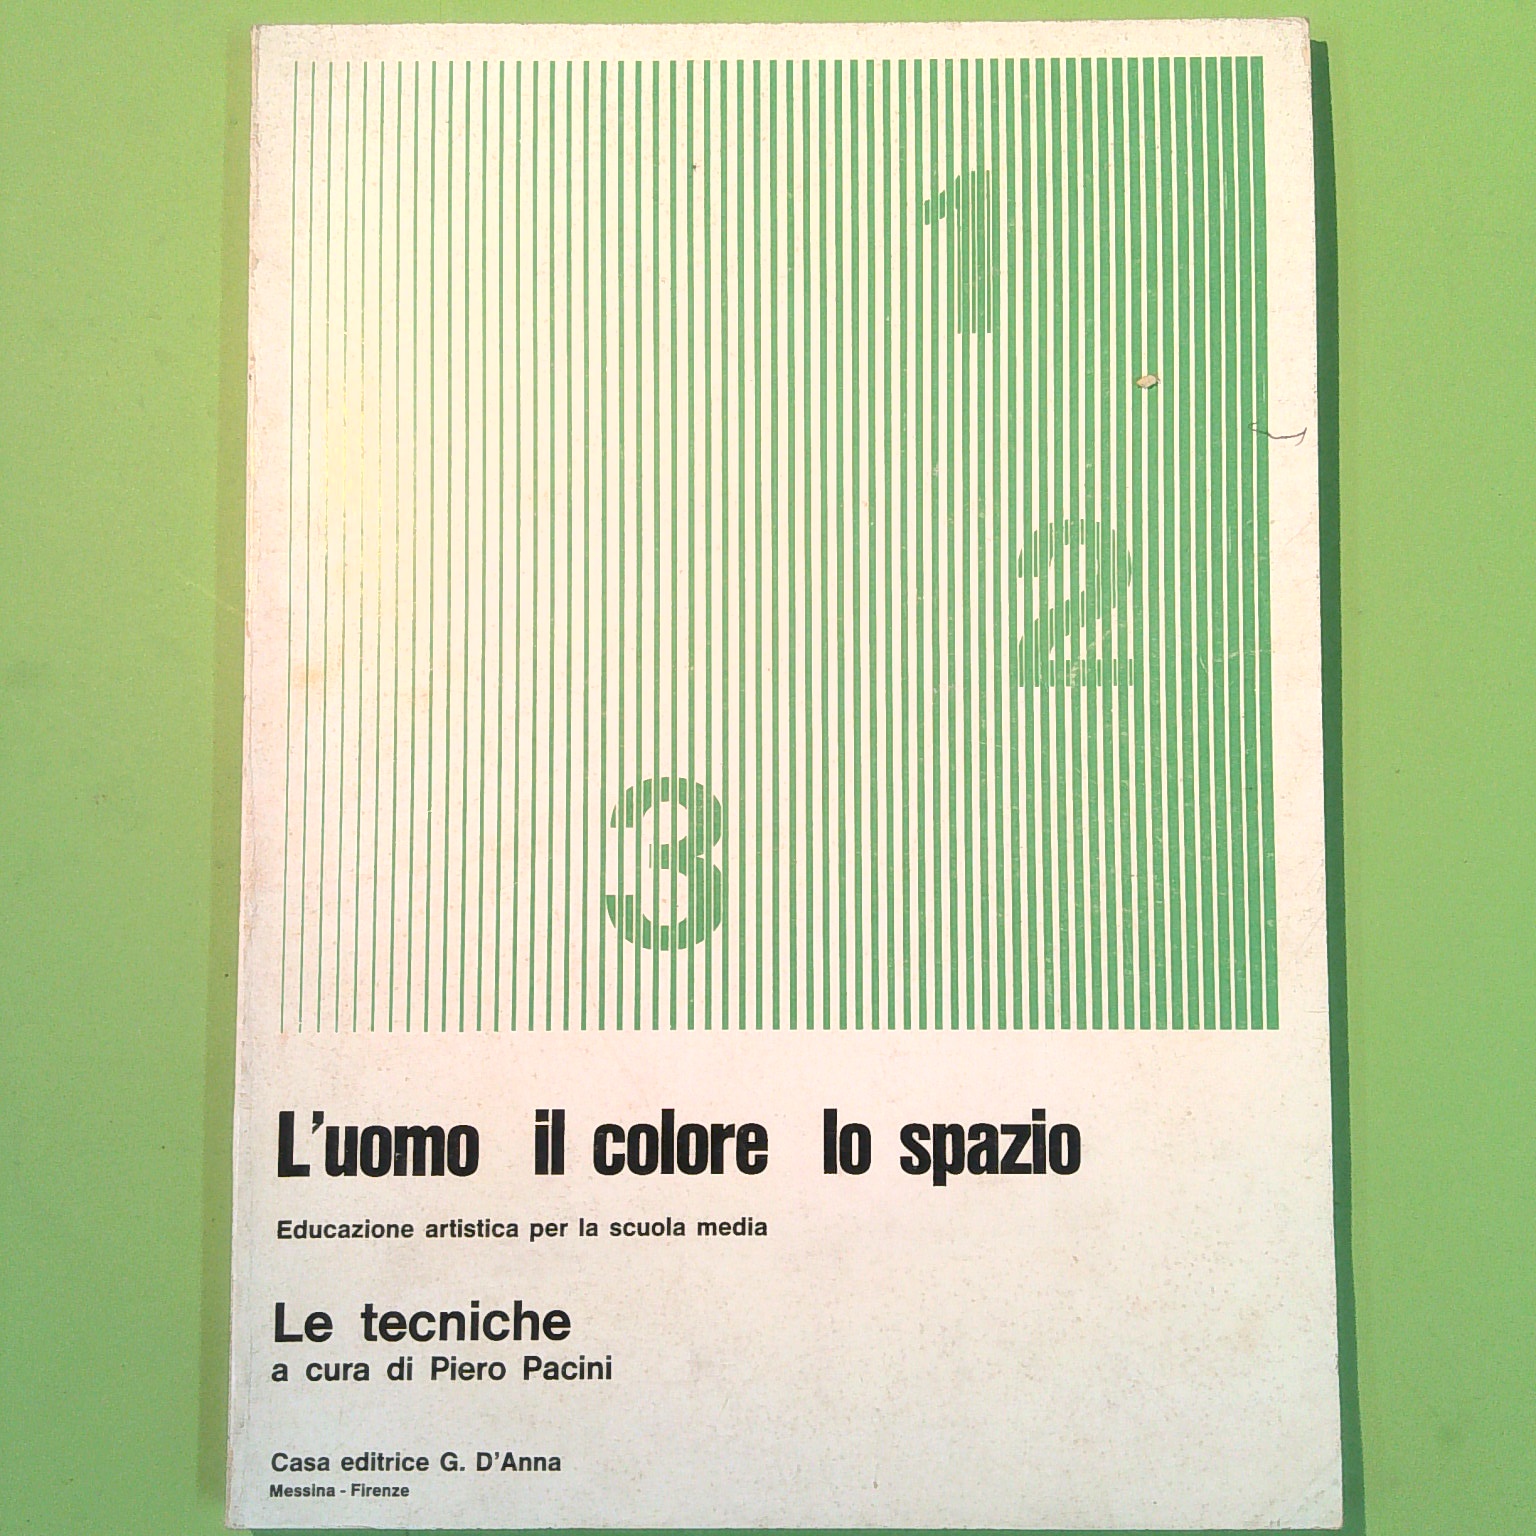 1
2
3
L'uomo il colore lo spazio
Educazione artistica per la scuola media
Le tecniche
a cura di Piero Pacini
Casa editrice G. D'Anna
Messina - Firenze